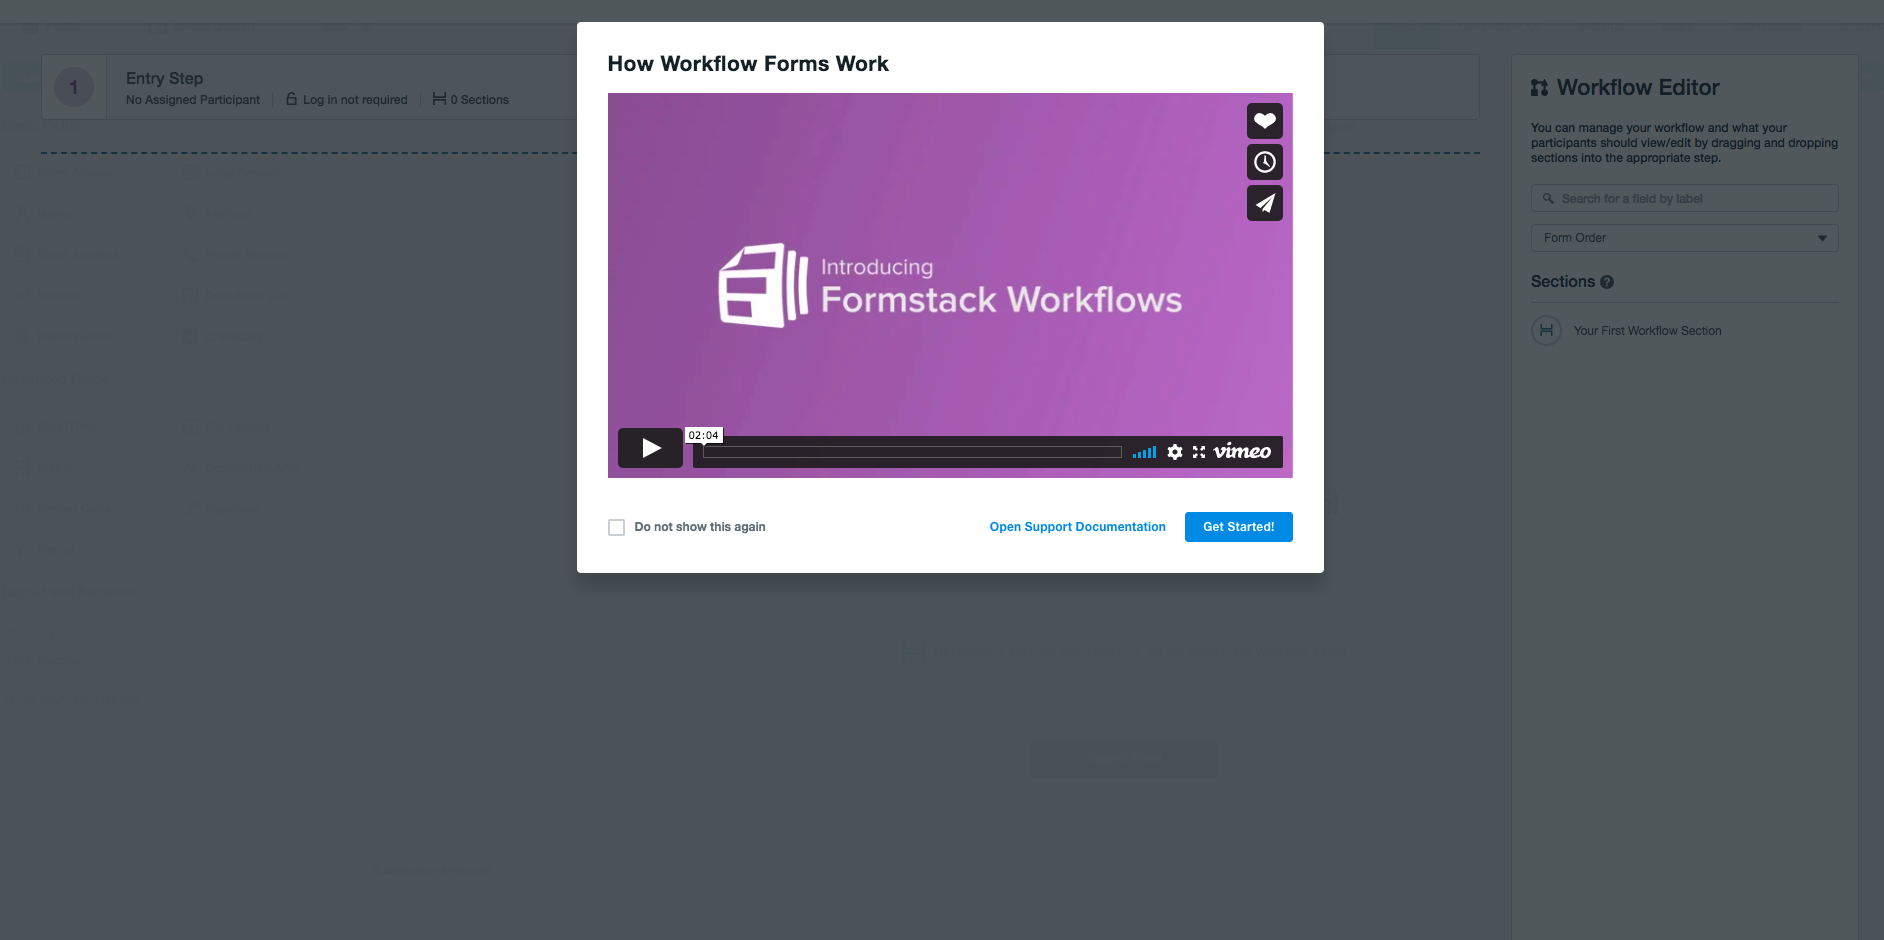 How Workflow Forms Work
Introducing
Formstack Workflows
02:04
vimeo
Do not show this again
Open Support Documentation
Get Started!
1
Entry Step
No Assigned Participant
Log in not required
0 Sections
Workflow Editor
You can manage your workflow and what your
participants should view/edit by dragging and dropping
sections into the appropriate step.
Search for a field by label
Form Order
Sections ?
Your First Workflow Section